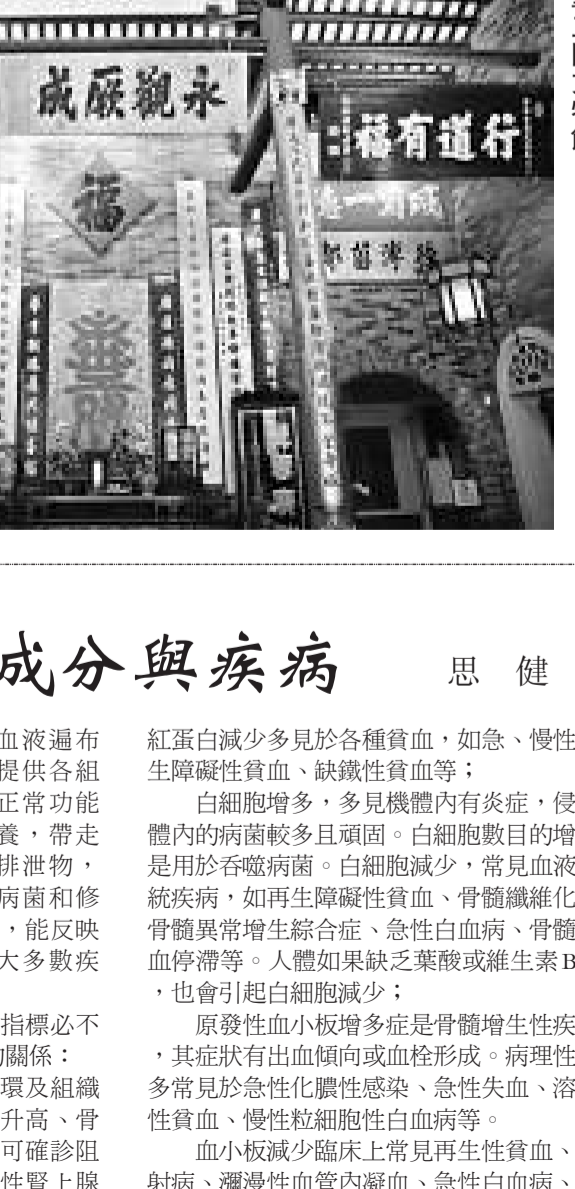 永觀厥成
行道有福
福
成分與疾病
思 健
血液遍布
提供各組
正常功能
養，帶走
排泄物，
病菌和修
，能反映
大多數疾
指標必不
關係：
環及組織
升高、骨
可確診阻
性腎上腺
紅蛋白減少多見於各種貧血，如急、慢性
生障礙性貧血、缺鐵性貧血等；
白細胞增多，多見機體內有炎症，侵
體內的病菌較多且頑固。白細胞數目的增
是用於吞噬病菌。白細胞減少，常見血液
統疾病，如再生障礙性貧血、骨髓纖維化
骨髓異常增生綜合症、急性白血病、骨髓
血停滯等。人體如果缺乏葉酸或維生素B
，也會引起白細胞減少；
原發性血小板增多症是骨髓增生性疾
，其症狀有出血傾向或血栓形成。病理性
多常見於急性化膿性感染、急性失血、溶
性貧血、慢性粒細胞性白血病等。
血小板減少臨床上常見再生性貧血、
射病、瀰漫性血管內凝血、急性白血病、